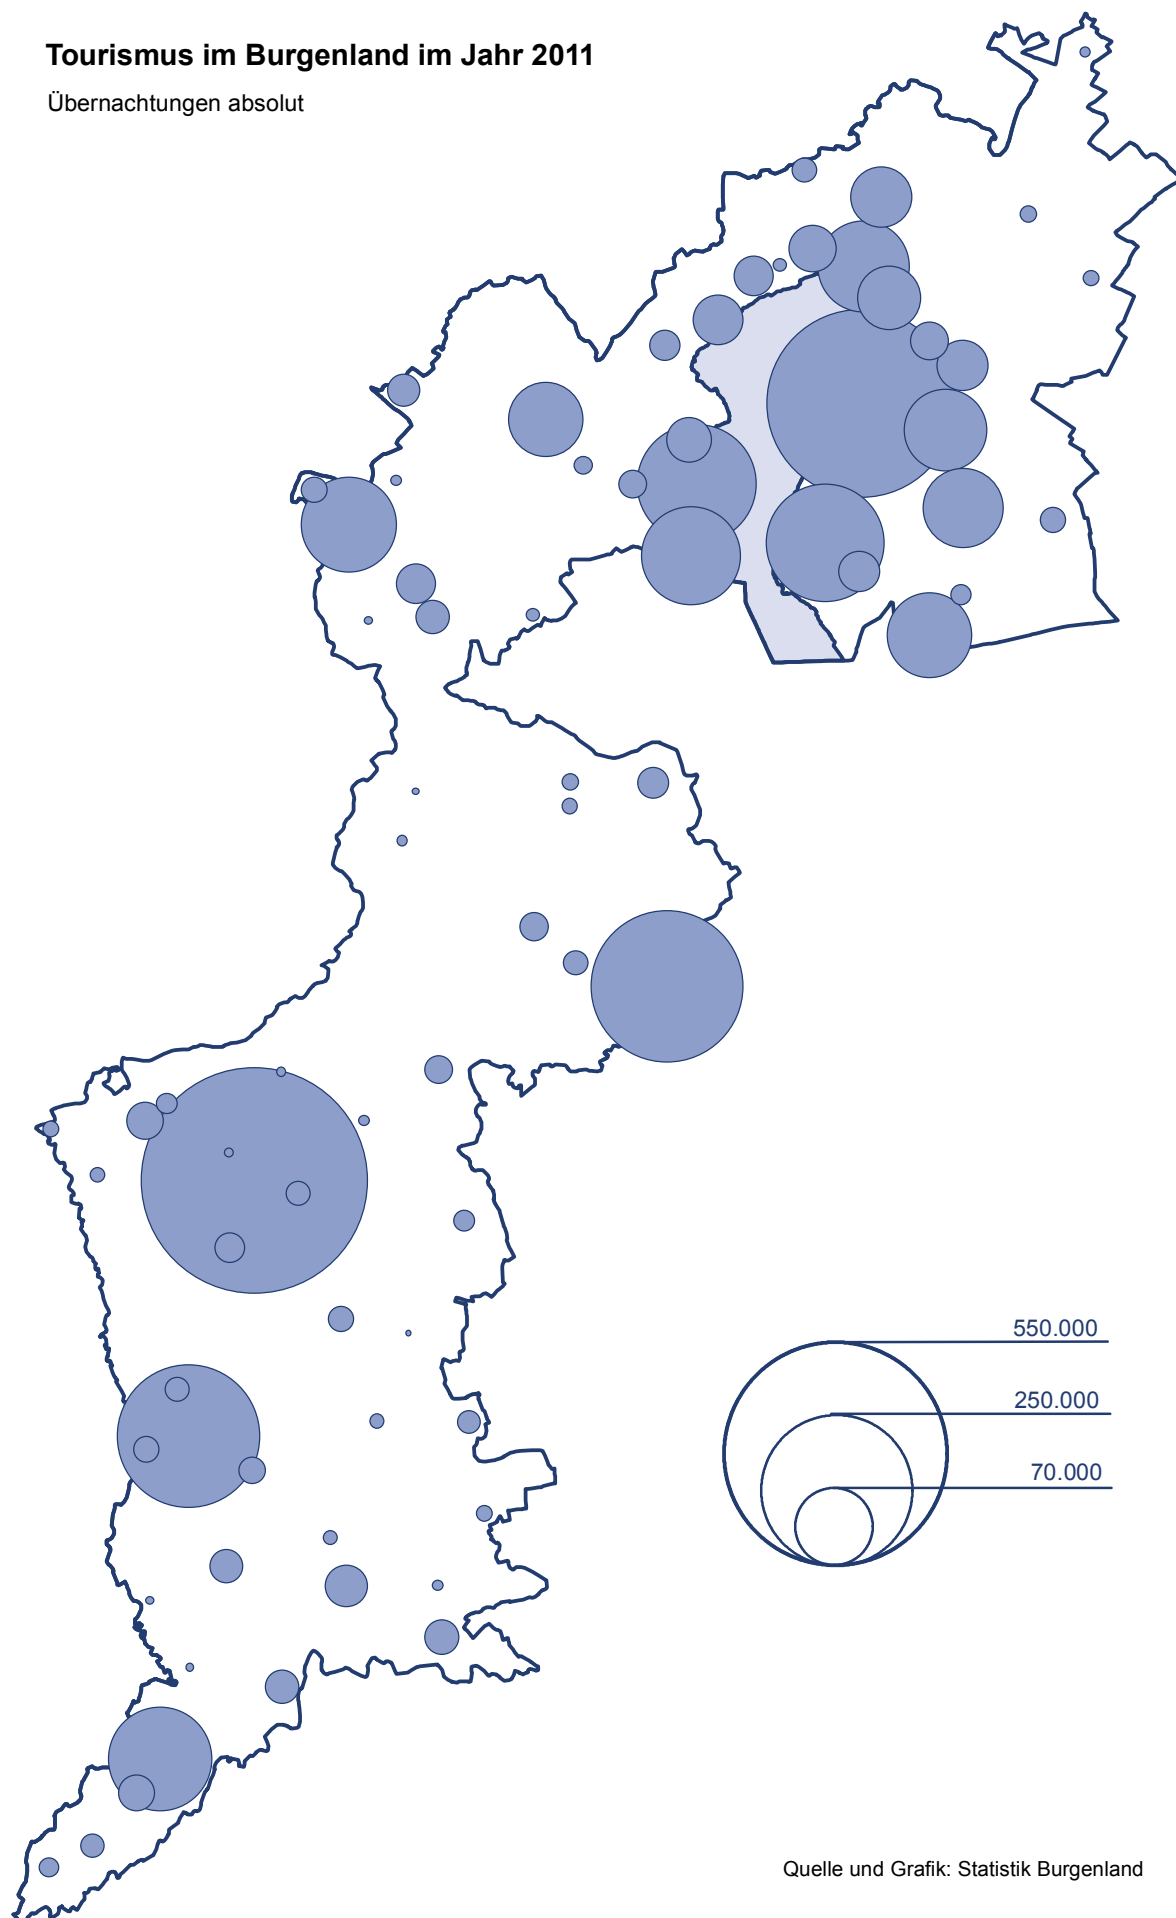 Tourismus im Burgenland im Jahr 2011
Übernachtungen absolut
550.000
250.000
70.000
Quelle und Grafik: Statistik Burgenland